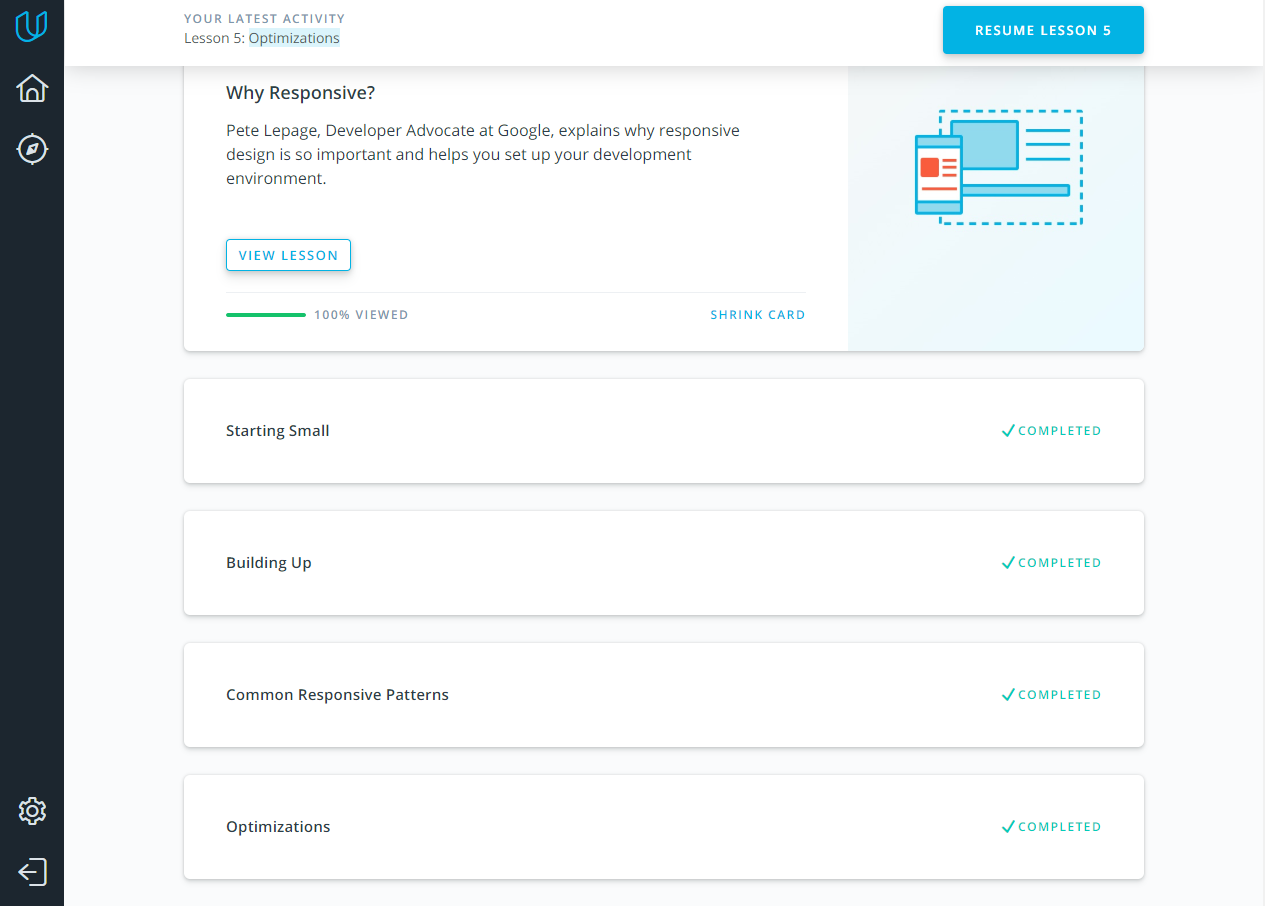 YOUR LATEST ACTIVITY
Lesson 5: Optimizations
RESUME LESSON 5
Why Responsive?
Pete Lepage, Developer Advocate at Google, explains why responsive
design is so important and helps you set up your development
environment.
VIEW LESSON
100% VIEWED
SHRINK CARD
Starting Small
COMPLETED
Building Up
COMPLETED
Common Responsive Patterns
COMPLETED
Optimizations
COMPLETED